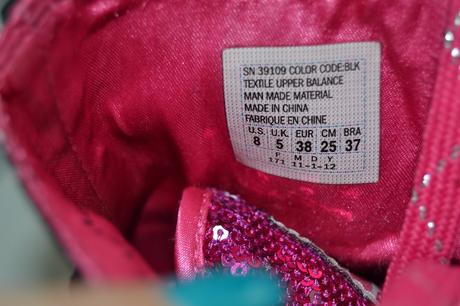 SN 39109 COLOR CODE:BLK
TEXTILE UPPER BALANCE
MAN MADE MATERIAL
MADE IN CHINA
FABRIQUE EN CHINE
U.S. U.K. EUR CM BRA
8 5 38 25 37
F M D Y
171 11-1-12